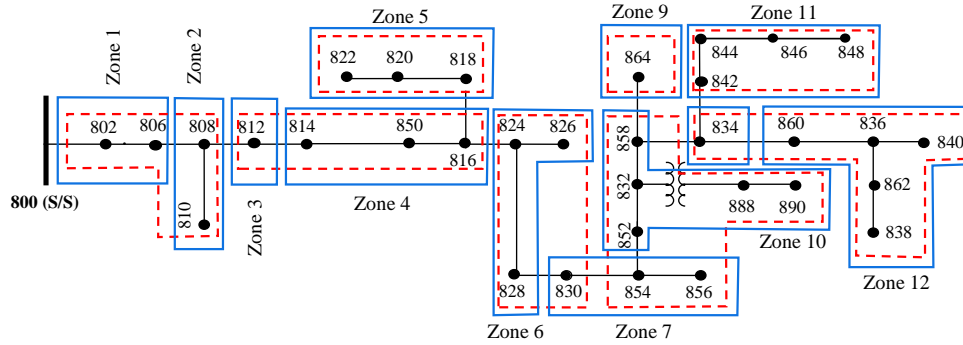 Zone 1
Zone 2
Zone 5
Zone 9
Zone 11
822 820 818
864
844 846 848
842
802 806 808 812 814 850 816 824 826 858 834 860 836 840
800 (S/S)
810
832
888 890
862
852
838
Zone 3
Zone 4
Zone 10
828 830 854 856
Zone 6
Zone 7
Zone 12